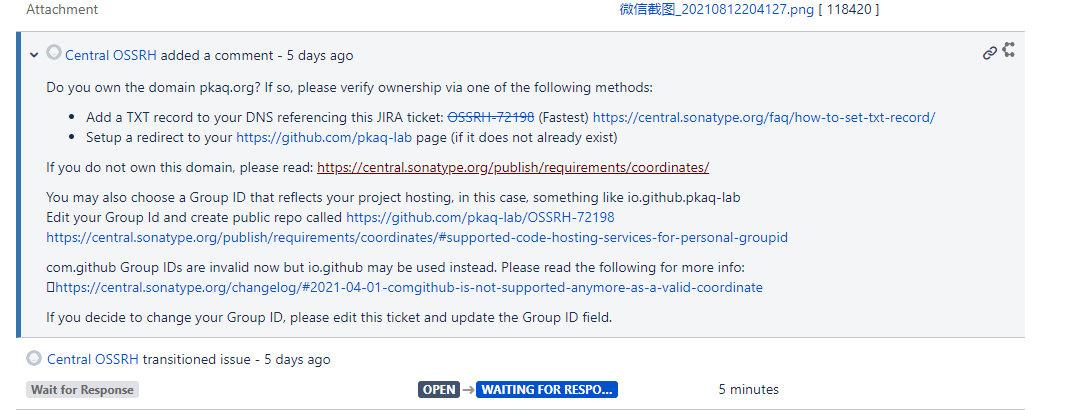 Attachment 微信截图_20210812204127.png [ 118420 ]
Central OSSRH added a comment - 5 days ago
Do you own the domain pkaq.org? If so, please verify ownership via one of the following methods:
• Add a TXT record to your DNS referencing this JIRA ticket: OSSRH-72198 (Fastest) https://central.sonatype.org/faq/how-to-set-txt-record/
• Setup a redirect to your https://github.com/pkaq-lab page (if it does not already exist)
If you do not own this domain, please read: https://central.sonatype.org/publish/requirements/coordinates/
You may also choose a Group ID that reflects your project hosting, in this case, something like io.github.pkaq-lab
Edit your Group Id and create public repo called https://github.com/pkaq-lab/OSSRH-72198
https://central.sonatype.org/publish/requirements/coordinates/#supported-code-hosting-services-for-personal-groupid
com.github Group IDs are invalid now but io.github may be used instead. Please read the following for more info:
https://central.sonatype.org/changelog/#2021-04-01-comgithub-is-not-supported-anymore-as-a-valid-coordinate
If you decide to change your Group ID, please edit this ticket and update the Group ID field.
Central OSSRH transitioned issue - 5 days ago
Wait for Response OPEN → WAITING FOR RESPO... 5 minutes